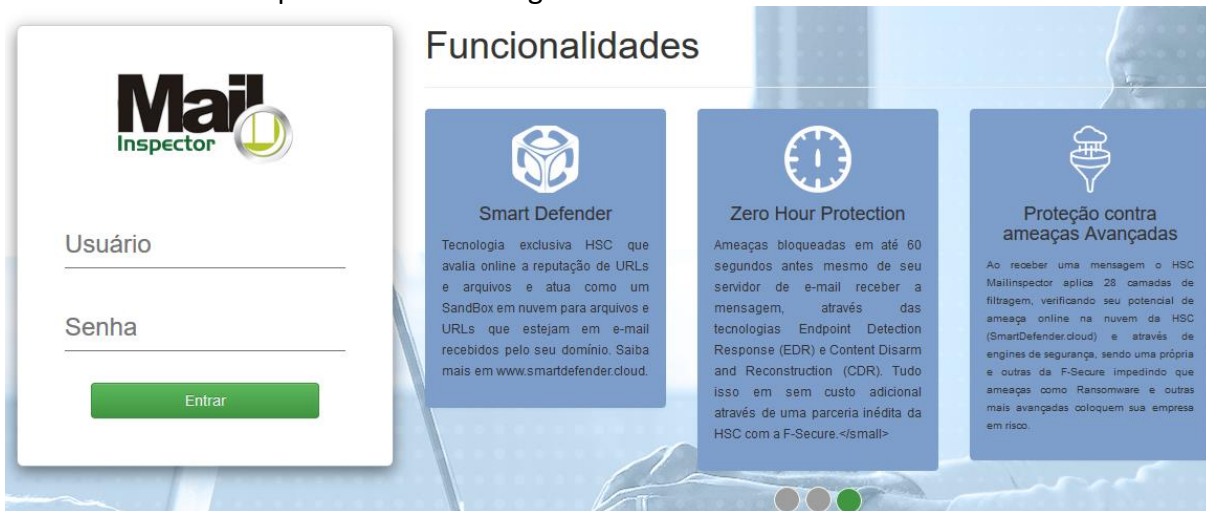 Mail
Inspector
Usuário
Senha
Entrar
Funcionalidades
Smart Defender
Tecnologia exclusiva HSC que
avalia online a reputação de URLs
e arquivos e atua como um
SandBox em nuvem para arquivos e
URLs que estejam em e-mail
recebidos pelo seu domínio. Saiba
mais em www.smartdefender.cloud.
Zero Hour Protection
Ameaças bloqueadas em até 60
segundos antes mesmo de seu
servidor de e-mail receber a
mensagem, através das
tecnologias Endpoint Detection
Response (EDR) e Content Disarm
and Reconstruction (CDR). Tudo
isso em sem custo adicional
através de uma parceria inédita da
HSC com a F-Secure.</small>
Proteção contra
ameaças Avançadas
Ao receber uma mensagem o HSC
Mailinspector aplica 28 camadas de
filtragem, verificando seu potencial de
ameaça online na nuvem da HSC
(SmartDefender.cloud) e através de
engines de segurança, sendo uma própria
e outras da F-Secure impedindo que
ameaças como Ransomware e outras
mais avançadas coloquem sua empresa
em risco.